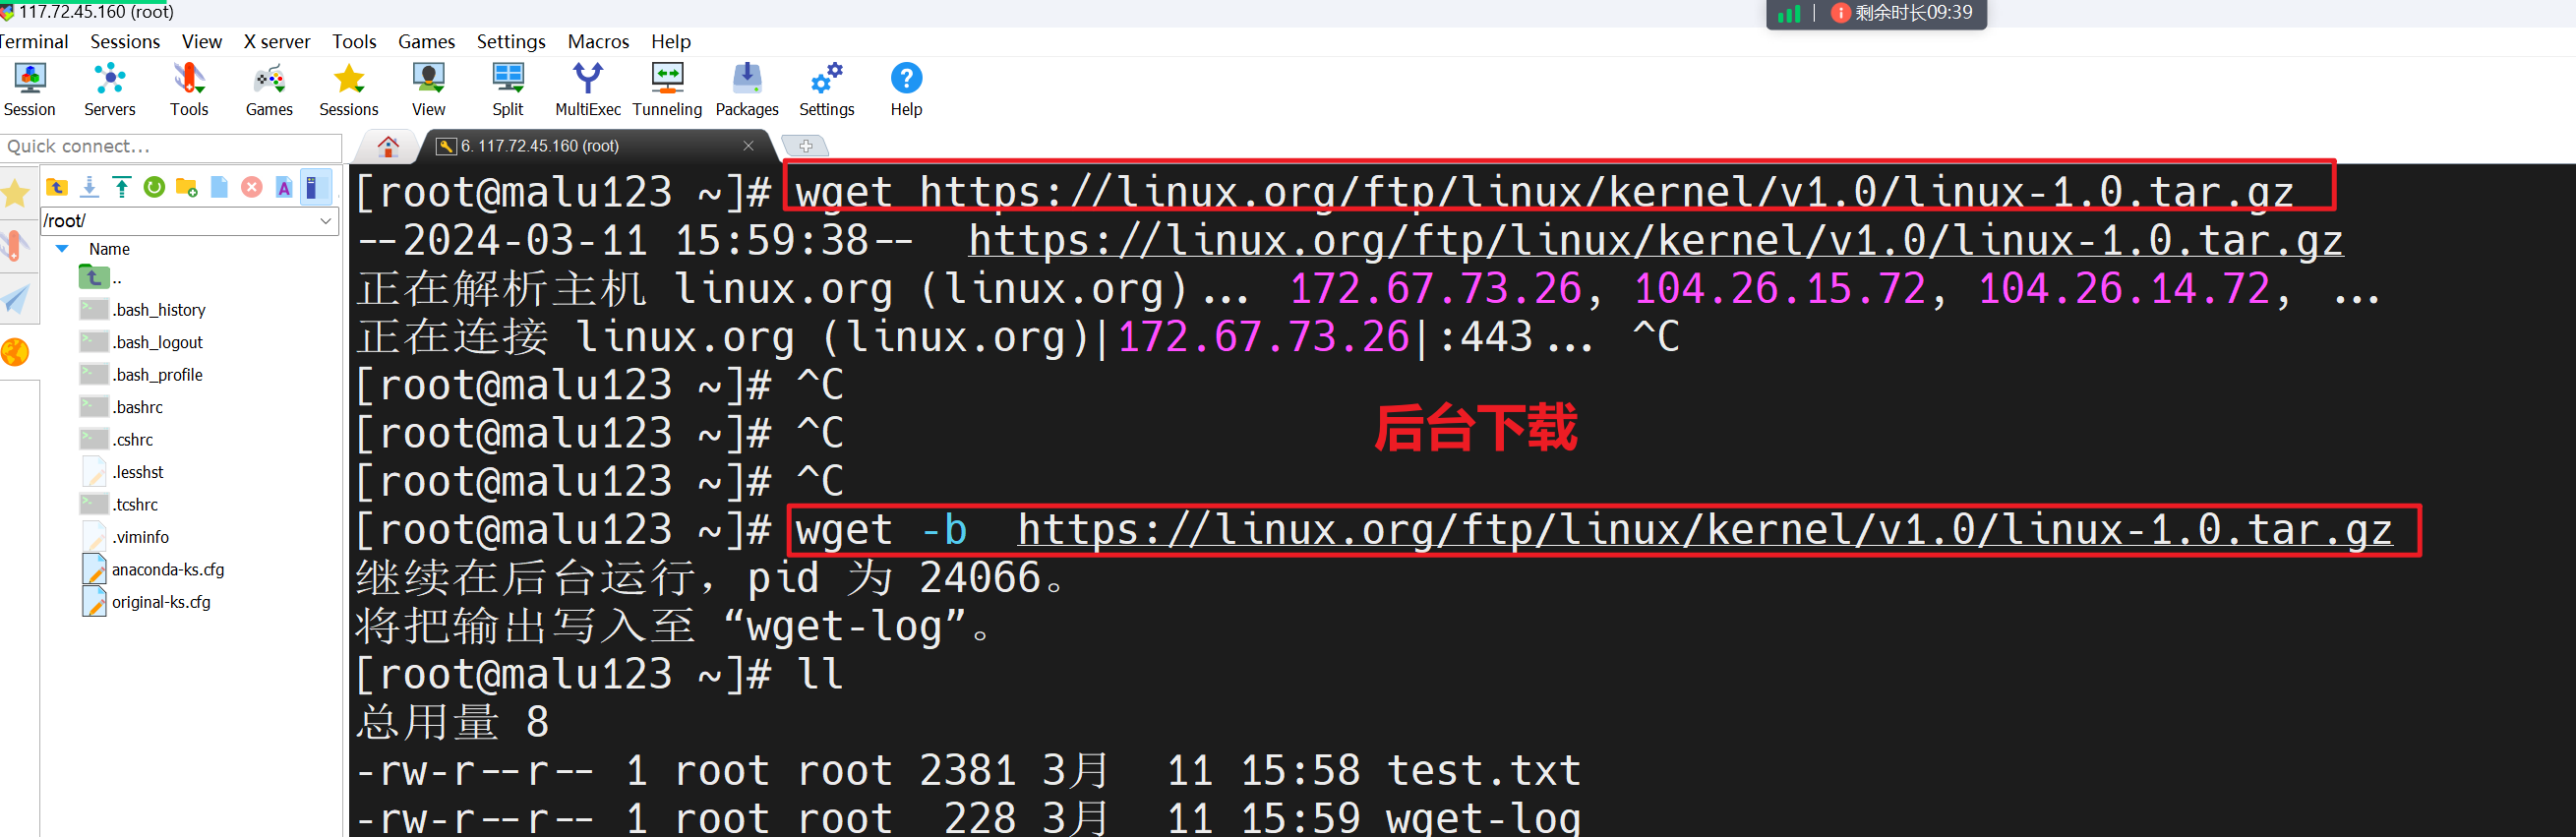 117.72.45.160 (root)
剩余时长09:39
Terminal Sessions View X server Tools Games Settings Macros Help
Session Servers Tools Games Sessions View Split MultiExec Tunneling Packages Settings Help
Quick connect...
6. 117.72.45.160 (root)
/root/
Name
..
.bash_history
.bash_logout
.bash_profile
.bashrc
.cshrc
.lesshst
.tcshrc
.viminfo
anaconda-ks.cfg
original-ks.cfg
[root@malu123 ~]# wget https://linux.org/ftp/linux/kernel/v1.0/linux-1.0.tar.gz
--2024-03-11 15:59:38--  https://linux.org/ftp/linux/kernel/v1.0/linux-1.0.tar.gz
正在解析主机 linux.org (linux.org)... 172.67.73.26, 104.26.15.72, 104.26.14.72, ...
正在连接 linux.org (linux.org)|172.67.73.26|:443... ^C
[root@malu123 ~]# ^C
[root@malu123 ~]# ^C
后台下载
[root@malu123 ~]# ^C
[root@malu123 ~]# wget -b  https://linux.org/ftp/linux/kernel/v1.0/linux-1.0.tar.gz
继续在后台运行，pid 为 24066。
将把输出写入至 “wget-log”。
[root@malu123 ~]# ll
总用量 8
-rw-r--r-- 1 root root 2381 3月  11 15:58 test.txt
-rw-r--r-- 1 root root  228 3月  11 15:59 wget-log